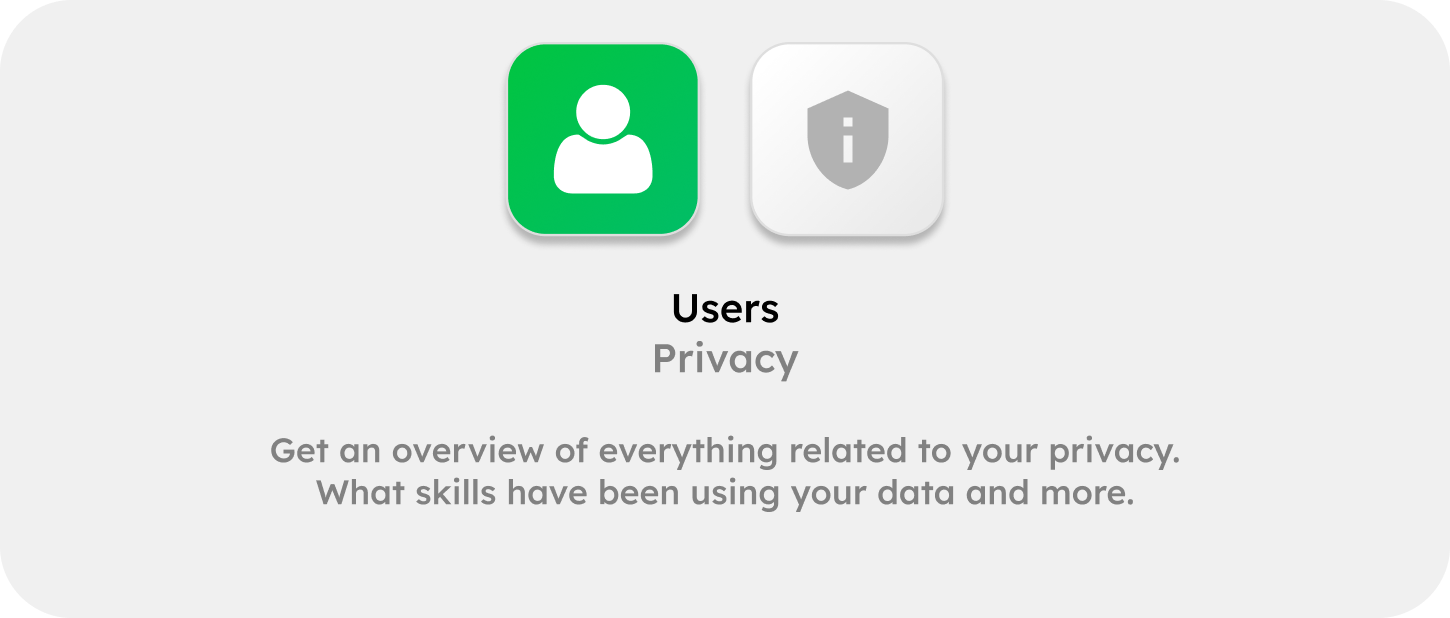 Users
Privacy
Get an overview of everything related to your privacy.
What skills have been using your data and more.